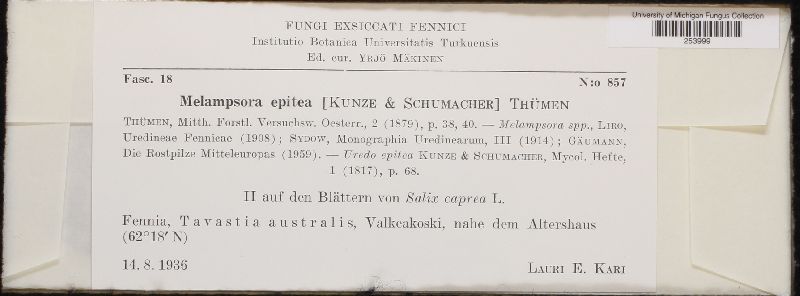 FUNGI EXSICCATI FENNICI
Institutio Botanica Universitatis Turkuensis
Ed. cur. YRJÖ MÄKINEN
University of Michigan Fungus Collection
253999
Fasc. 18
N:o 857
Melampsora epitea [KUNZE & SCHUMACHER] THÜMEN
THÜMEN, Mitth. Forstl. Versuchsw. Oesterr., 2 (1879), p. 38, 40. — Melampsora spp., LIRO,
Uredineae Fennicae (1908); SYDOW, Monographia Uredinearum, III (1914); GÄUMANN,
Die Rostpilze Mitteleuropas (1959). — Uredo epitea KUNZE & SCHUMACHER, Mycol. Hefte,
1 (1817), p. 68.
II auf den Blättern von Salix caprea L.
Fennia, Tavastia australis, Valkeakoski, nahe dem Altershaus
(62°18′ N)
14. 8. 1936
LAURI E. KARI